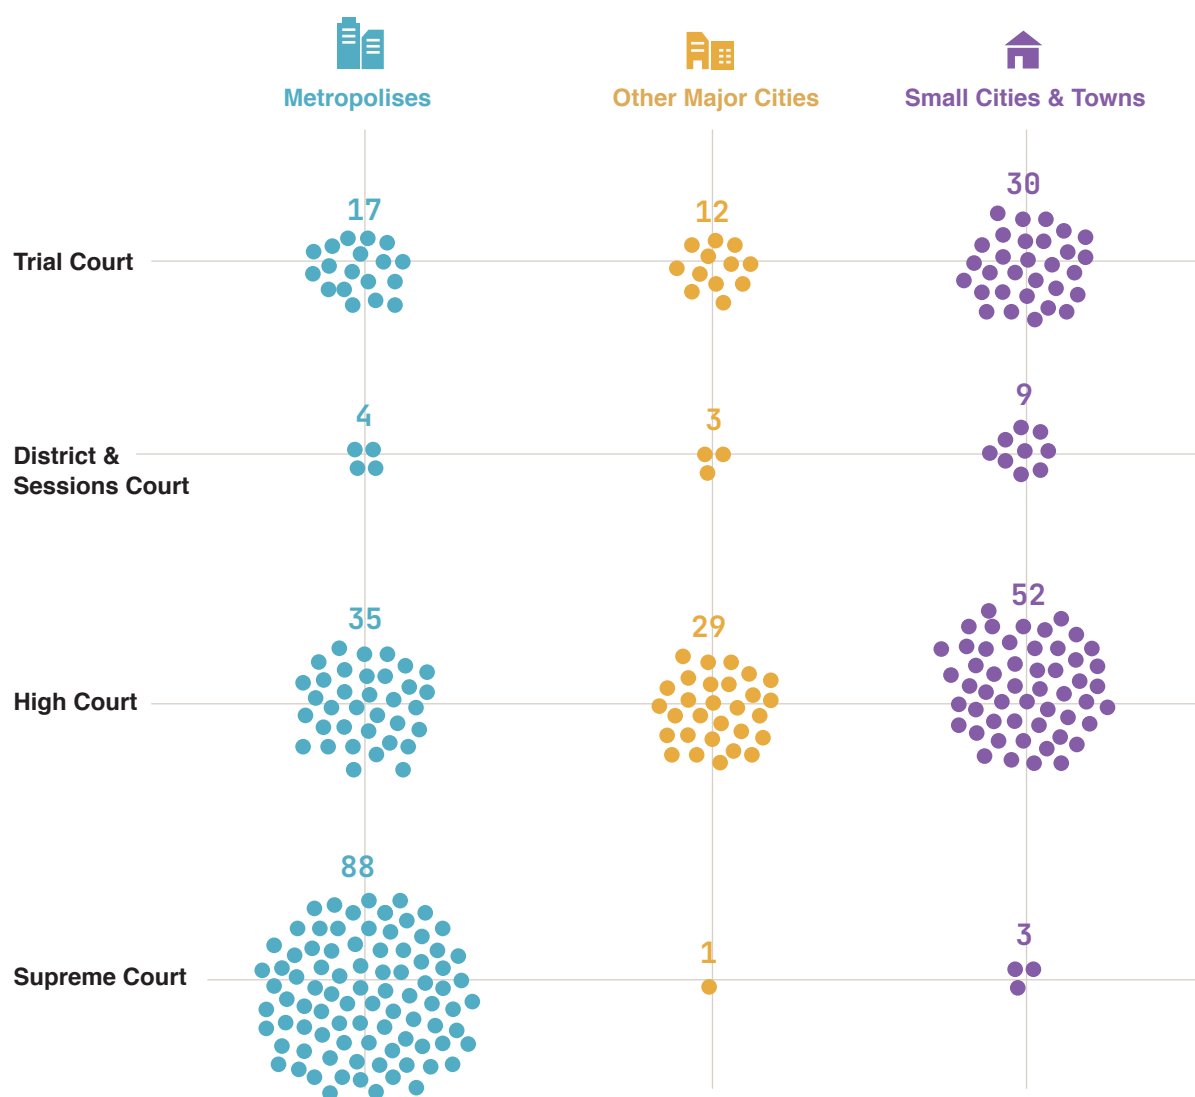 Metropolises
Other Major Cities
Small Cities & Towns
Trial Court
17
12
30
District &
Sessions Court
4
3
9
High Court
35
29
52
Supreme Court
88
1
3